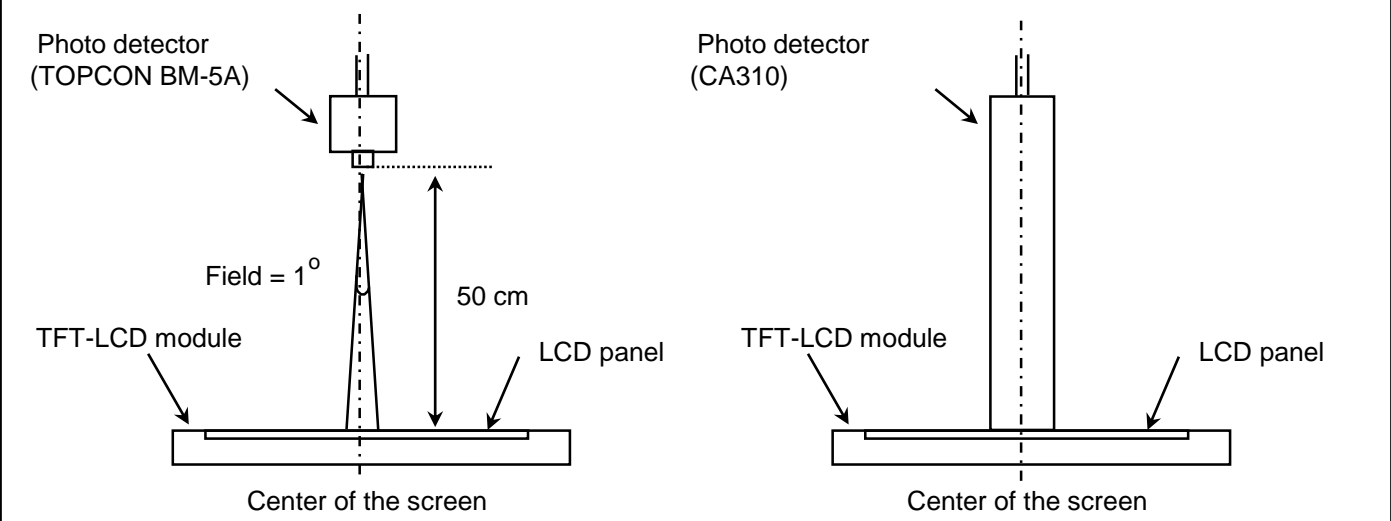 Photo detector
(TOPCON BM-5A)
Field = 1°
50 cm
TFT-LCD module
LCD panel
Center of the screen
Photo detector
(CA310)
TFT-LCD module
LCD panel
Center of the screen